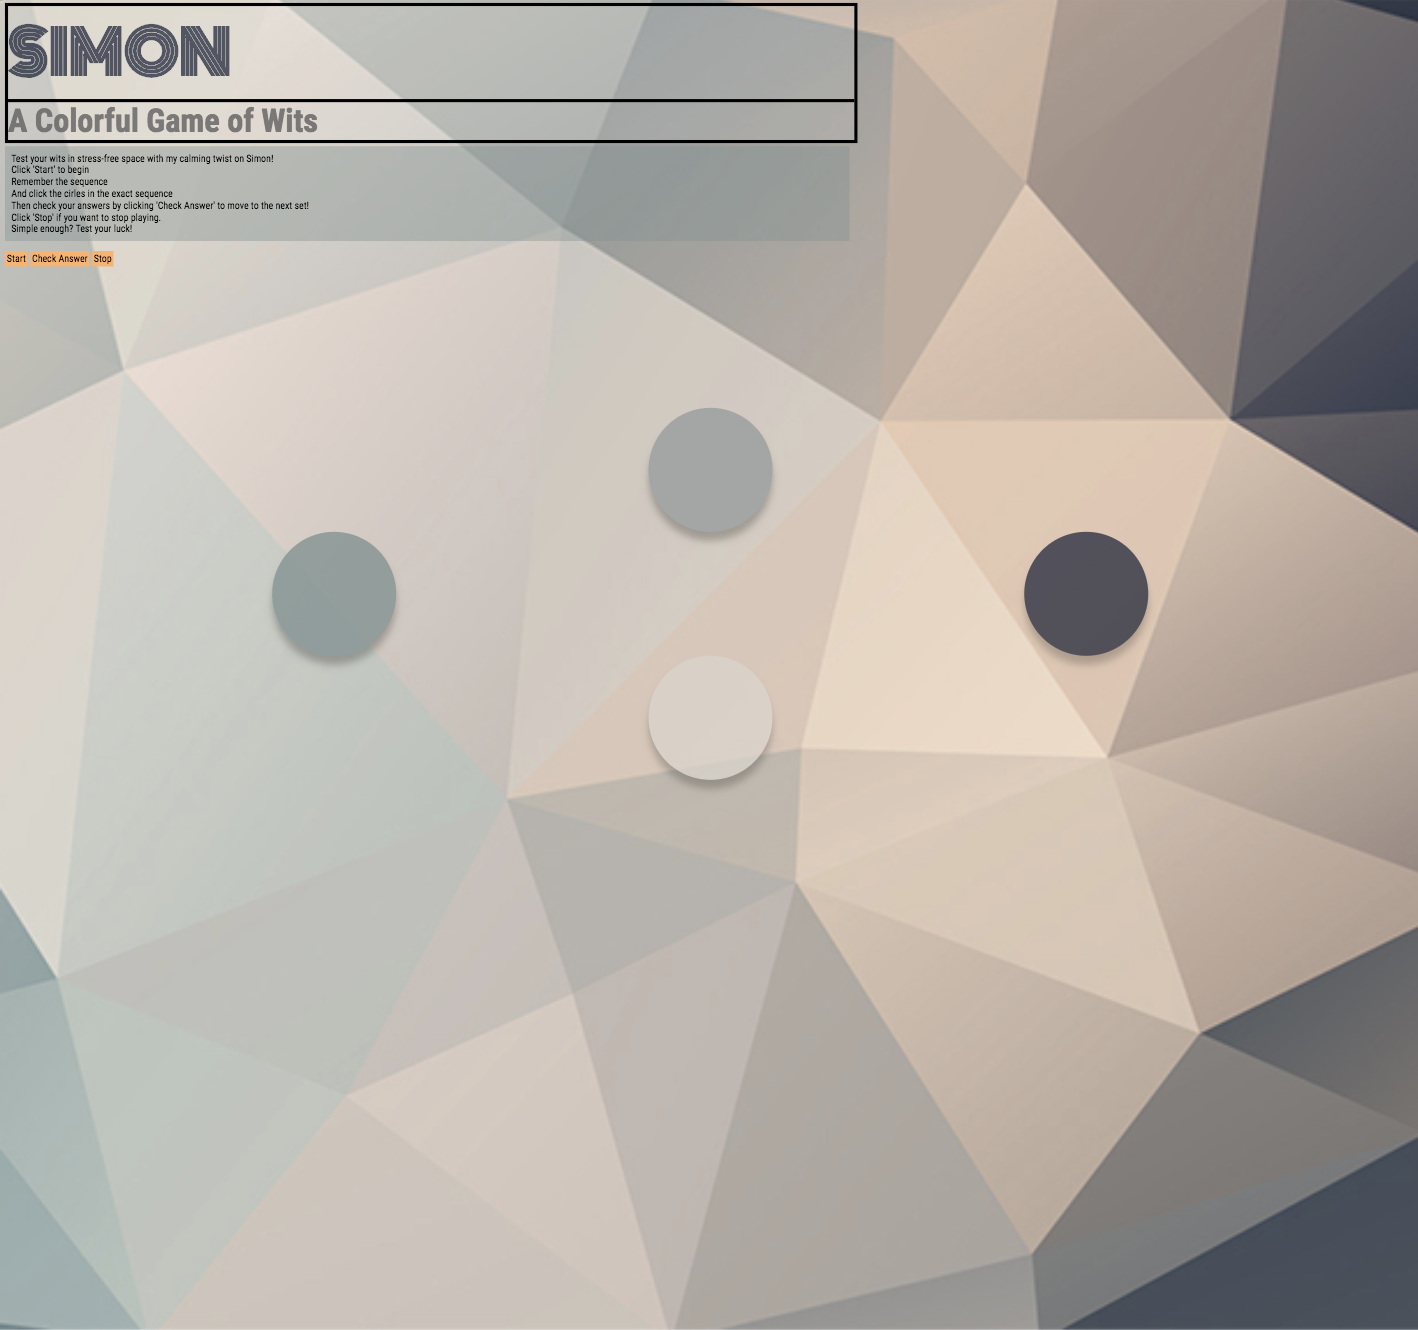 SIMON
A Colorful Game of Wits
Test your wits in stress-free space with my calming twist on Simon!
Click 'Start' to begin
Remember the sequence
And click the cirles in the exact sequence
Then check your answers by clicking 'Check Answer' to move to the next set!
Click 'Stop' if you want to stop playing.
Simple enough? Test your luck!
Start Check Answer Stop